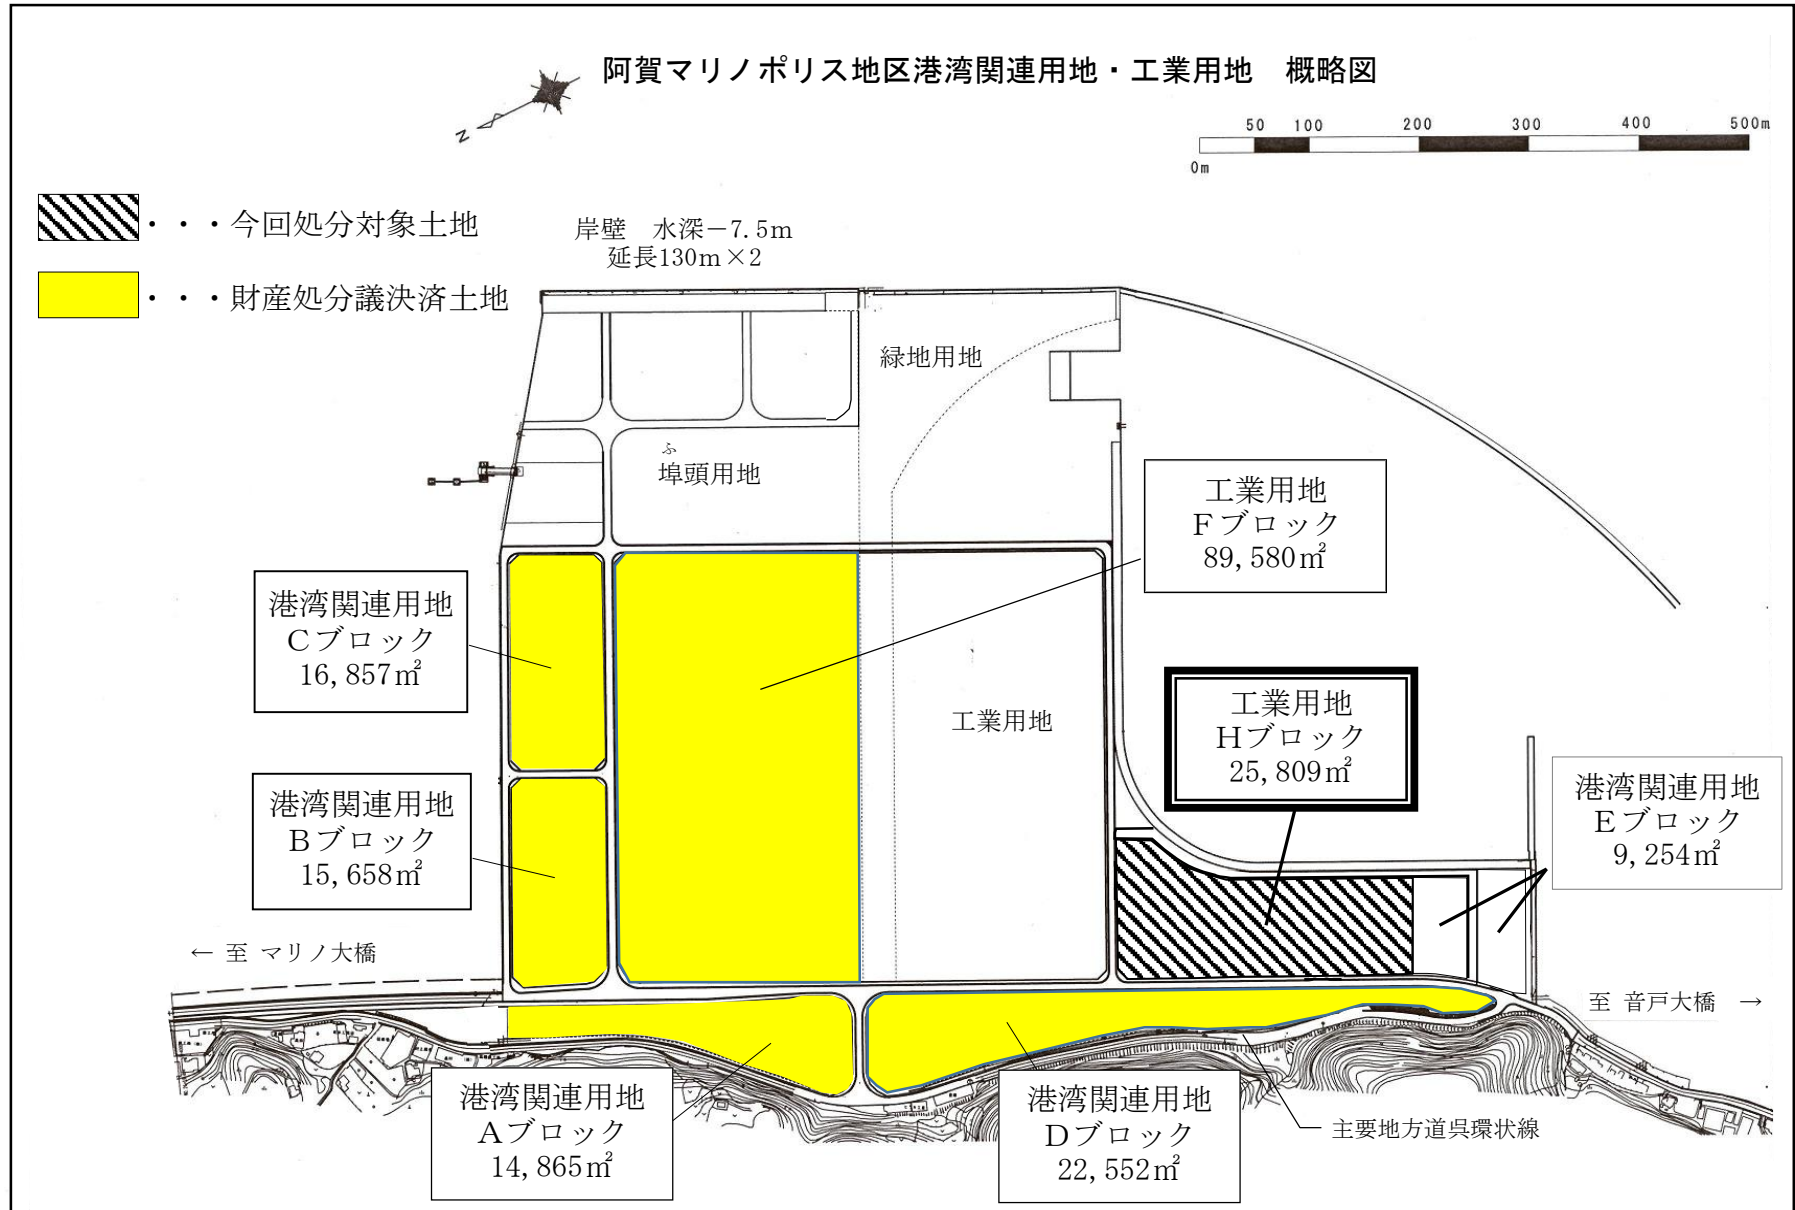 阿賀マリノポリス地区港湾関連用地・工業用地　概略図
N
50 100 200 300 400 500m
0m
・・・今回処分対象土地
・・・財産処分議決済土地
岸壁　水深－7.5m
延長130m×2
緑地用地
ふ
埠頭用地
工業用地
Fブロック
89,580㎡
港湾関連用地
Cブロック
16,857㎡
工業用地
工業用地
Hブロック
25,809㎡
港湾関連用地
Bブロック
15,658㎡
港湾関連用地
Eブロック
9,254㎡
← 至 マリノ大橋
至 音戸大橋 →
港湾関連用地
Aブロック
14,865㎡
港湾関連用地
Dブロック
22,552㎡
主要地方道呉環状線